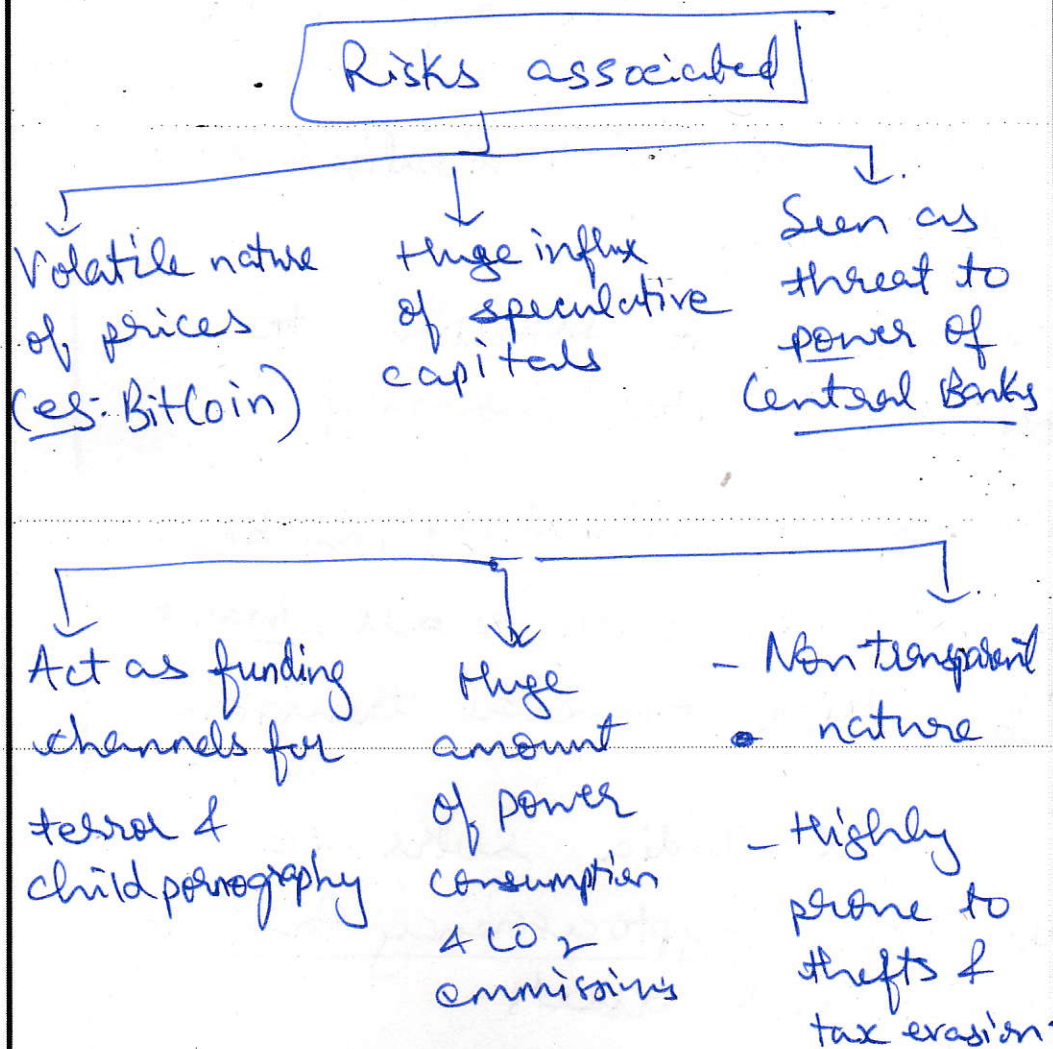 Risks associated
Volatile nature
of prices
(eg:- BitCoin)
Huge influx
of speculative
capitals
Seen as
threat to
power of
Central Banks
Act as funding
channels for
terror &
child pornography
Huge
amount
of power
consumption
& CO2
emmissions
- Non transparent
nature
- Highly
prone to
thefts &
tax evasion.